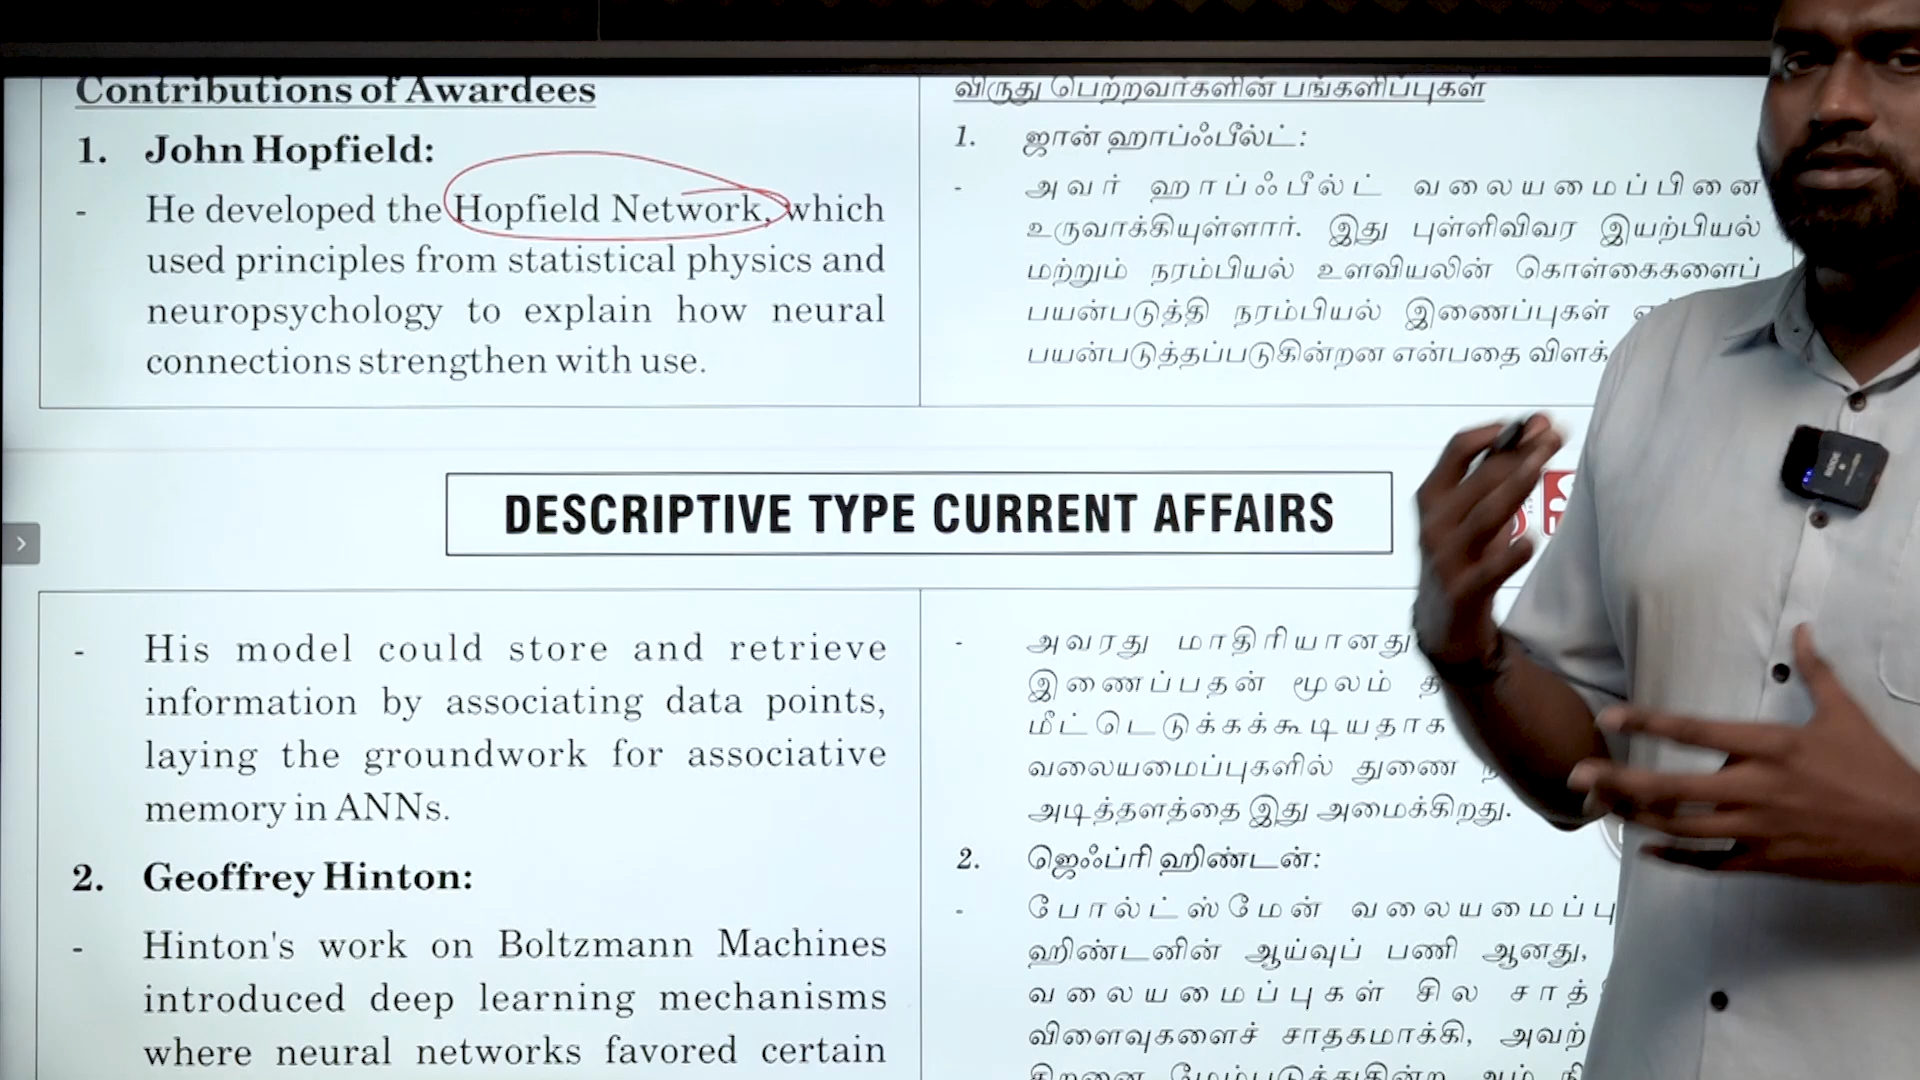 Contributions of Awardees
1. John Hopfield:
- He developed the Hopfield Network, which
used principles from statistical physics and
neuropsychology to explain how neural
connections strengthen with use.
விருது பெற்றவர்களின் பங்களிப்புகள்
1. ஜான் ஹாப்ஃபீல்ட்:
- அவர் ஹாப்ஃபீல்ட் வலையமைப்பினை
உருவாக்கியுள்ளார். இது புள்ளிவிவர இயற்பியல்
மற்றும் நரம்பியல் உளவியலின் கொள்கைகளைப்
பயன்படுத்தி நரம்பியல் இணைப்புகள்
பயன்படுத்தப்படுகின்றன என்பதை
DESCRIPTIVE TYPE CURRENT AFFAIRS
- His model could store and retrieve
information by associating data points,
laying the groundwork for associative
memory in ANNs.
2. Geoffrey Hinton:
- Hinton's work on Boltzmann Machines
introduced deep learning mechanisms
where neural networks favored certain
- அவரது மாதிரியானது
இணைப்பதன் மூலம்
மீட்டெடுக்கக்கூடியதாக
வலையமைப்புகளில் துணை
அடித்தளத்தை இது அமைக்கிறது.
2. ஜெஃப்ரி ஹிண்டன்:
- போல்ட்ஸ்மேன் வலையமைப்பு
ஹிண்டனின் ஆய்வுப் பணி ஆனது,
வலையமைப்புகள் சில
விளைவுகளைச் சாதகமாக்கி,